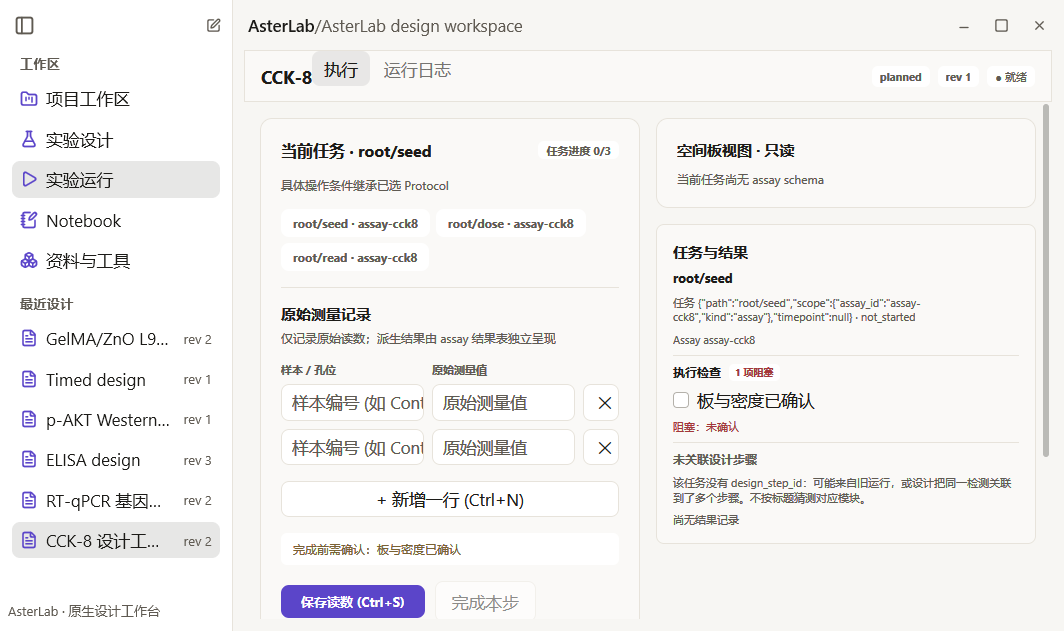 工作区
项目工作区
实验设计
实验运行
Notebook
资料与工具
最近设计
GelMA/ZnO L9... rev 2
Timed design rev 1
p-AKT Western... rev 1
ELISA design rev 3
RT-qPCR 基因... rev 2
CCK-8 设计工... rev 2
AsterLab · 原生设计工作台
AsterLab/AsterLab design workspace
CCK-8 执行 运行日志
planned rev 1 ● 就绪
当前任务 · root/seed 任务进度 0/3
具体操作条件继承已选 Protocol
root/seed · assay-cck8 root/dose · assay-cck8
root/read · assay-cck8
原始测量记录
仅记录原始读数；派生结果由 assay 结果表独立呈现
样本 / 孔位 原始测量值
样本编号 (如 Cont 原始测量值
样本编号 (如 Cont 原始测量值
+ 新增一行 (Ctrl+N)
完成前需确认：板与密度已确认
保存读数 (Ctrl+S) 完成本步
空间板视图 · 只读
当前任务尚无 assay schema
任务与结果
root/seed
任务 {"path":"root/seed","scope":{"assay_id":"assay-
cck8","kind":"assay"},"timepoint":null} · not_started
Assay assay-cck8
执行检查 1 项阻塞
板与密度已确认
阻塞：未确认
未关联设计步骤
该任务没有 design_step_id：可能来自旧运行，或设计把同一检测关联
到了多个步骤。不按标题猜测对应模块。
尚无结果记录